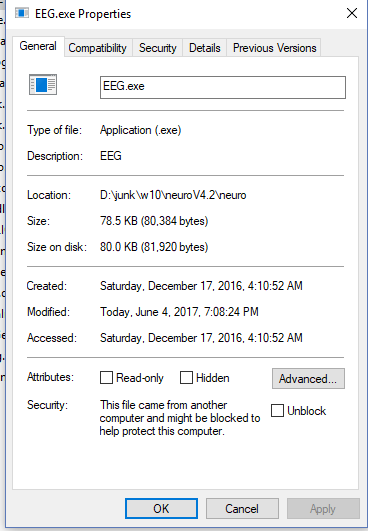 EEG.exe Properties
General Compatibility Security Details Previous Versions
EEG.exe
Type of file: Application (.exe)
Description: EEG
Location: D:\junk\w10\neuroV4.2\neuro
Size: 78.5 KB (80,384 bytes)
Size on disk: 80.0 KB (81,920 bytes)
Created: Saturday, December 17, 2016, 4:10:52 AM
Modified: Today, June 4, 2017, 7:08:24 PM
Accessed: Saturday, December 17, 2016, 4:10:52 AM
Attributes: Read-only Hidden Advanced...
Security: This file came from another
computer and might be blocked to
help protect this computer.
Unblock
OK Cancel Apply